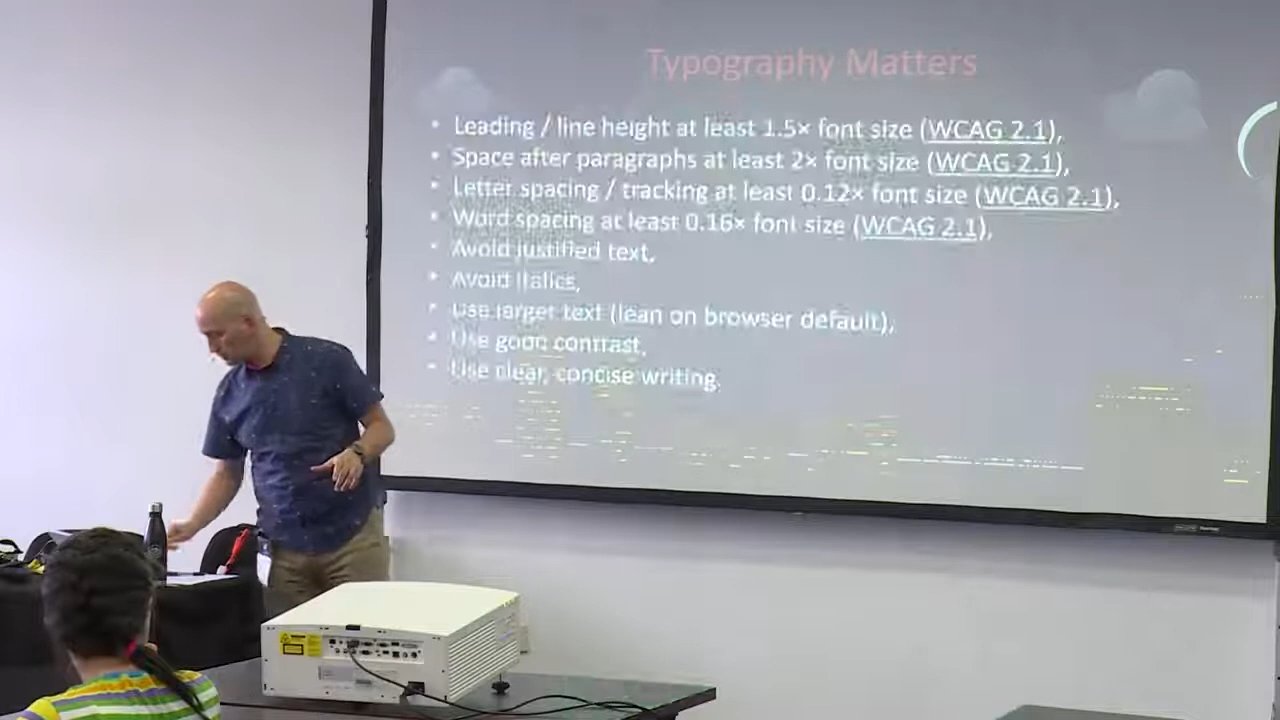 Typography Matters
• Leading / line height at least 1.5× font size (WCAG 2.1),
• Space after paragraphs at least 2× font size (WCAG 2.1),
• Letter spacing / tracking at least 0.12× font size (WCAG 2.1),
• Word spacing at least 0.16× font size (WCAG 2.1),
• Avoid justified text,
• Avoid italics,
• Use larger text (lean on browser default),
• Use good contrast,
• Use clear, concise writing.